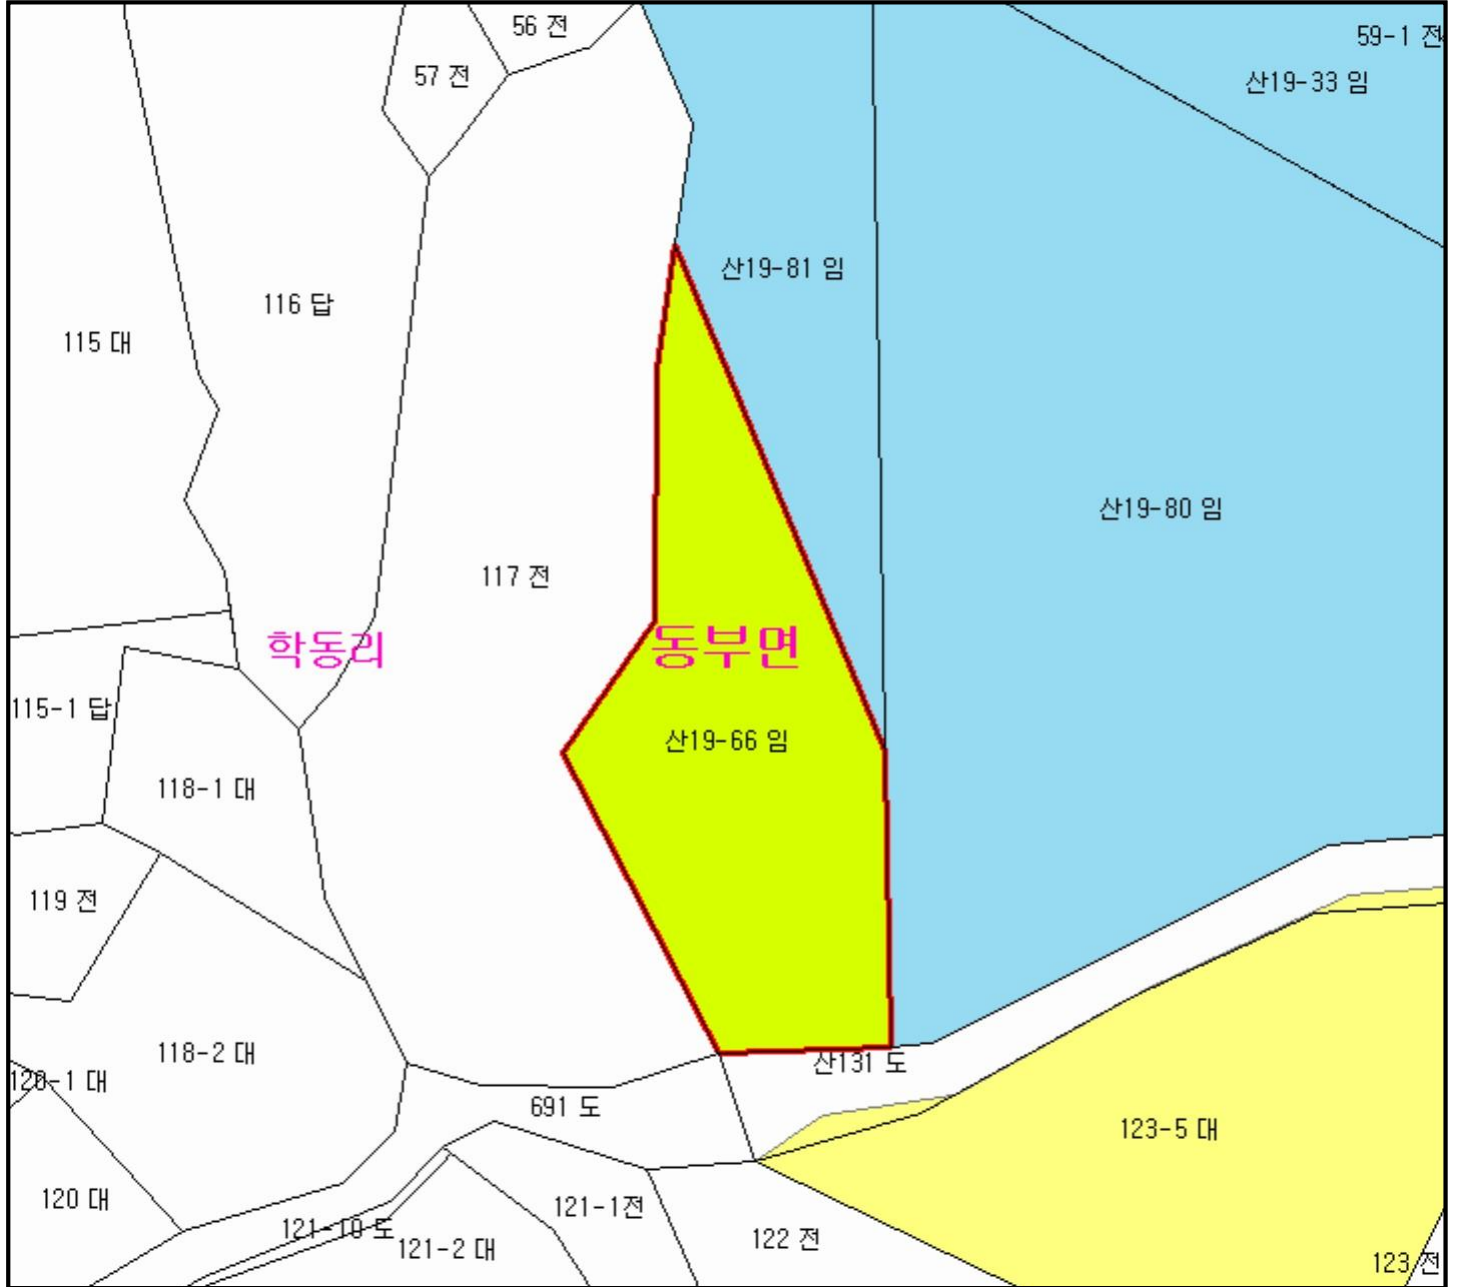 56 전
59-1 전
57 전
산19-33 임
산19-81 임
116 답
115 대
산19-80 임
117 전
학동리
동부면
115-1 답
산19-66 임
118-1 대
119 전
118-2 대
산131 도
120-1 대
691 도
123-5 대
120 대
121-1전
121-10 도
122 전
121-2 대
123 전